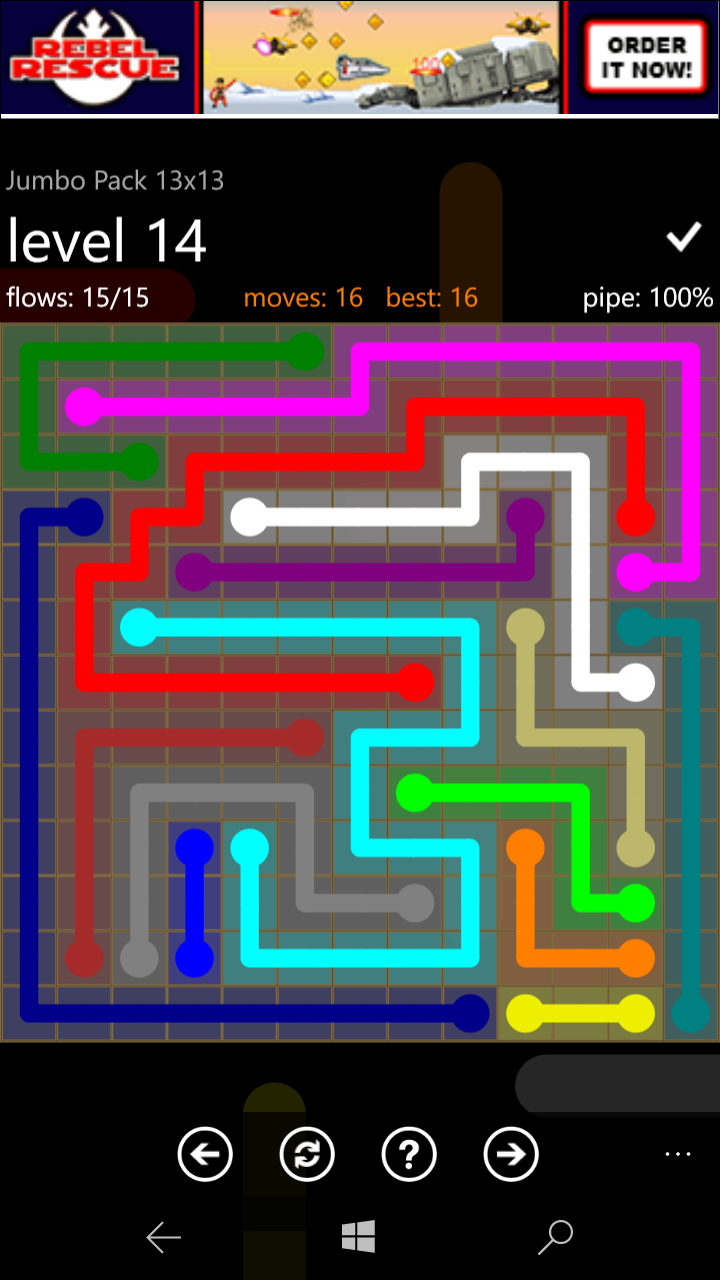 REBEL
RESCUE
100
ORDER
IT NOW!
Jumbo Pack 13x13
level 14
flows: 15/15 moves: 16 best: 16 pipe: 100%
?
...